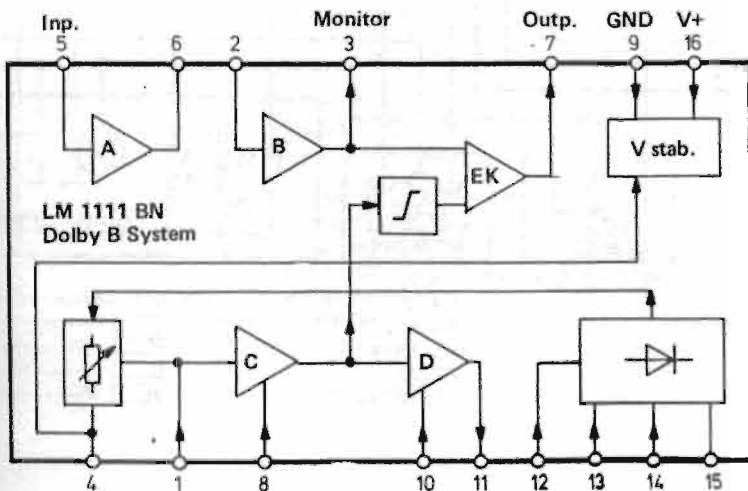 Inp. Monitor Outp. GND V+
5 6 2 3 7 9 16
A B EK V stab.
LM 1111 BN
Dolby B System
C D
4 1 8 10 11 12 13 14 15